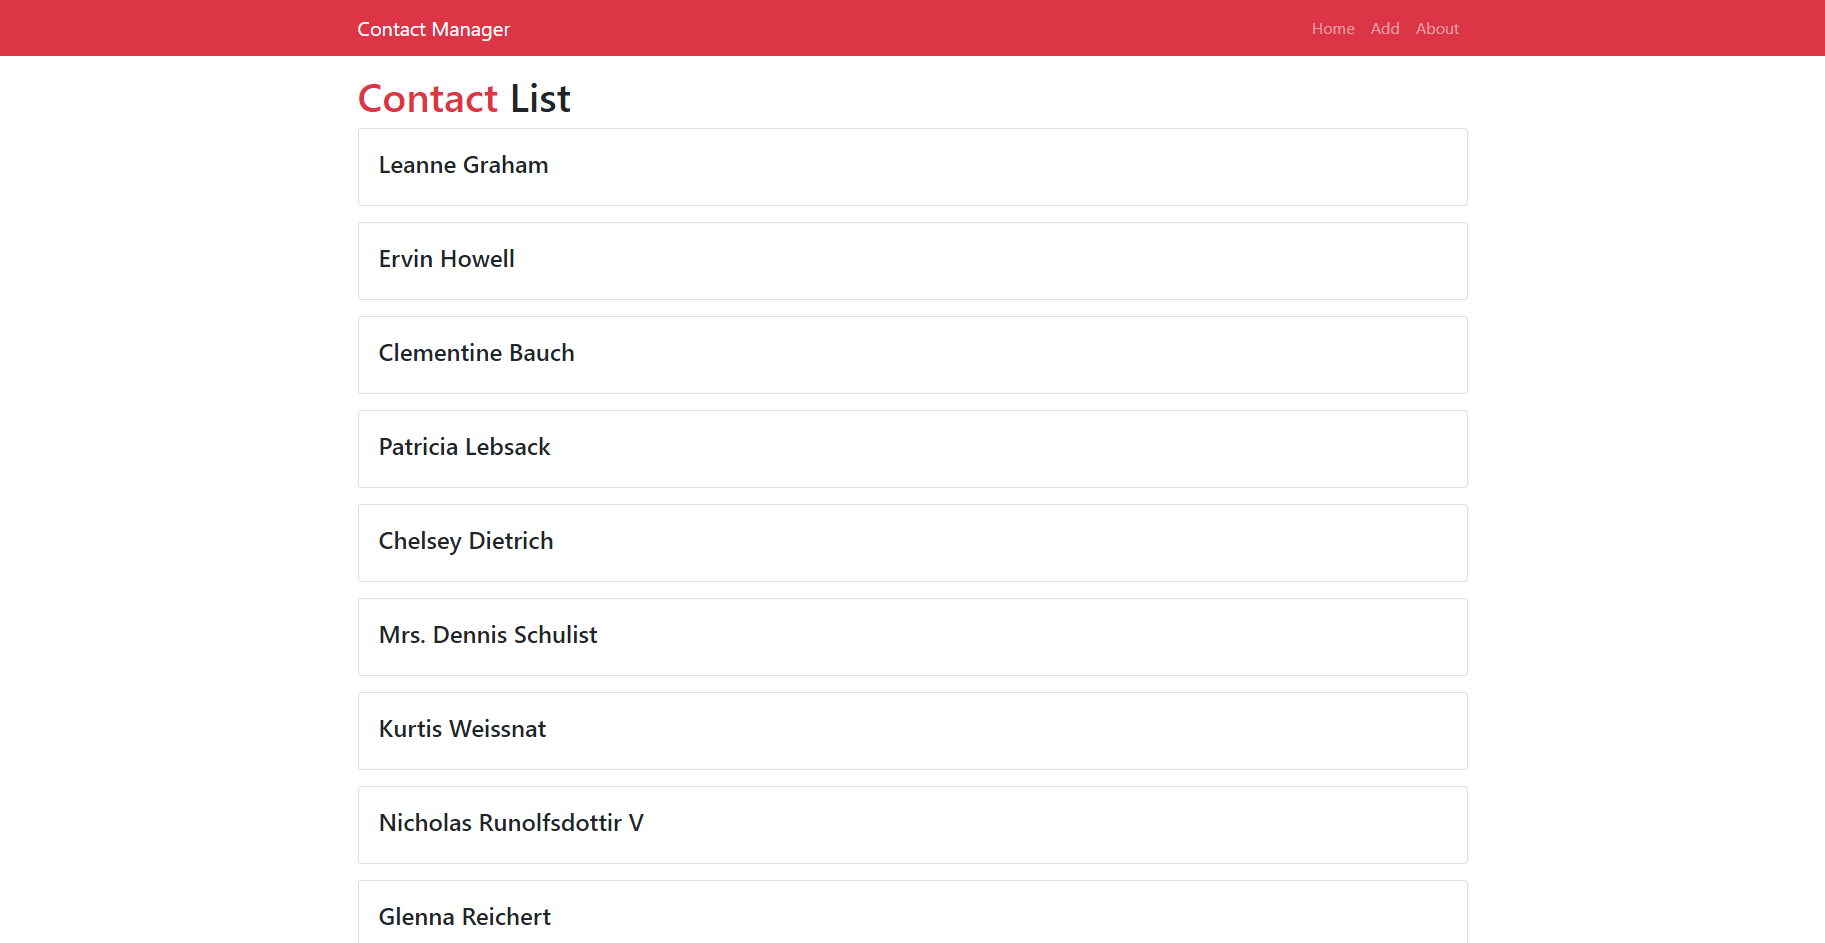 Contact Manager
Home Add About
Contact List
Leanne Graham
Ervin Howell
Clementine Bauch
Patricia Lebsack
Chelsey Dietrich
Mrs. Dennis Schulist
Kurtis Weissnat
Nicholas Runolfsdottir V
Glenna Reichert